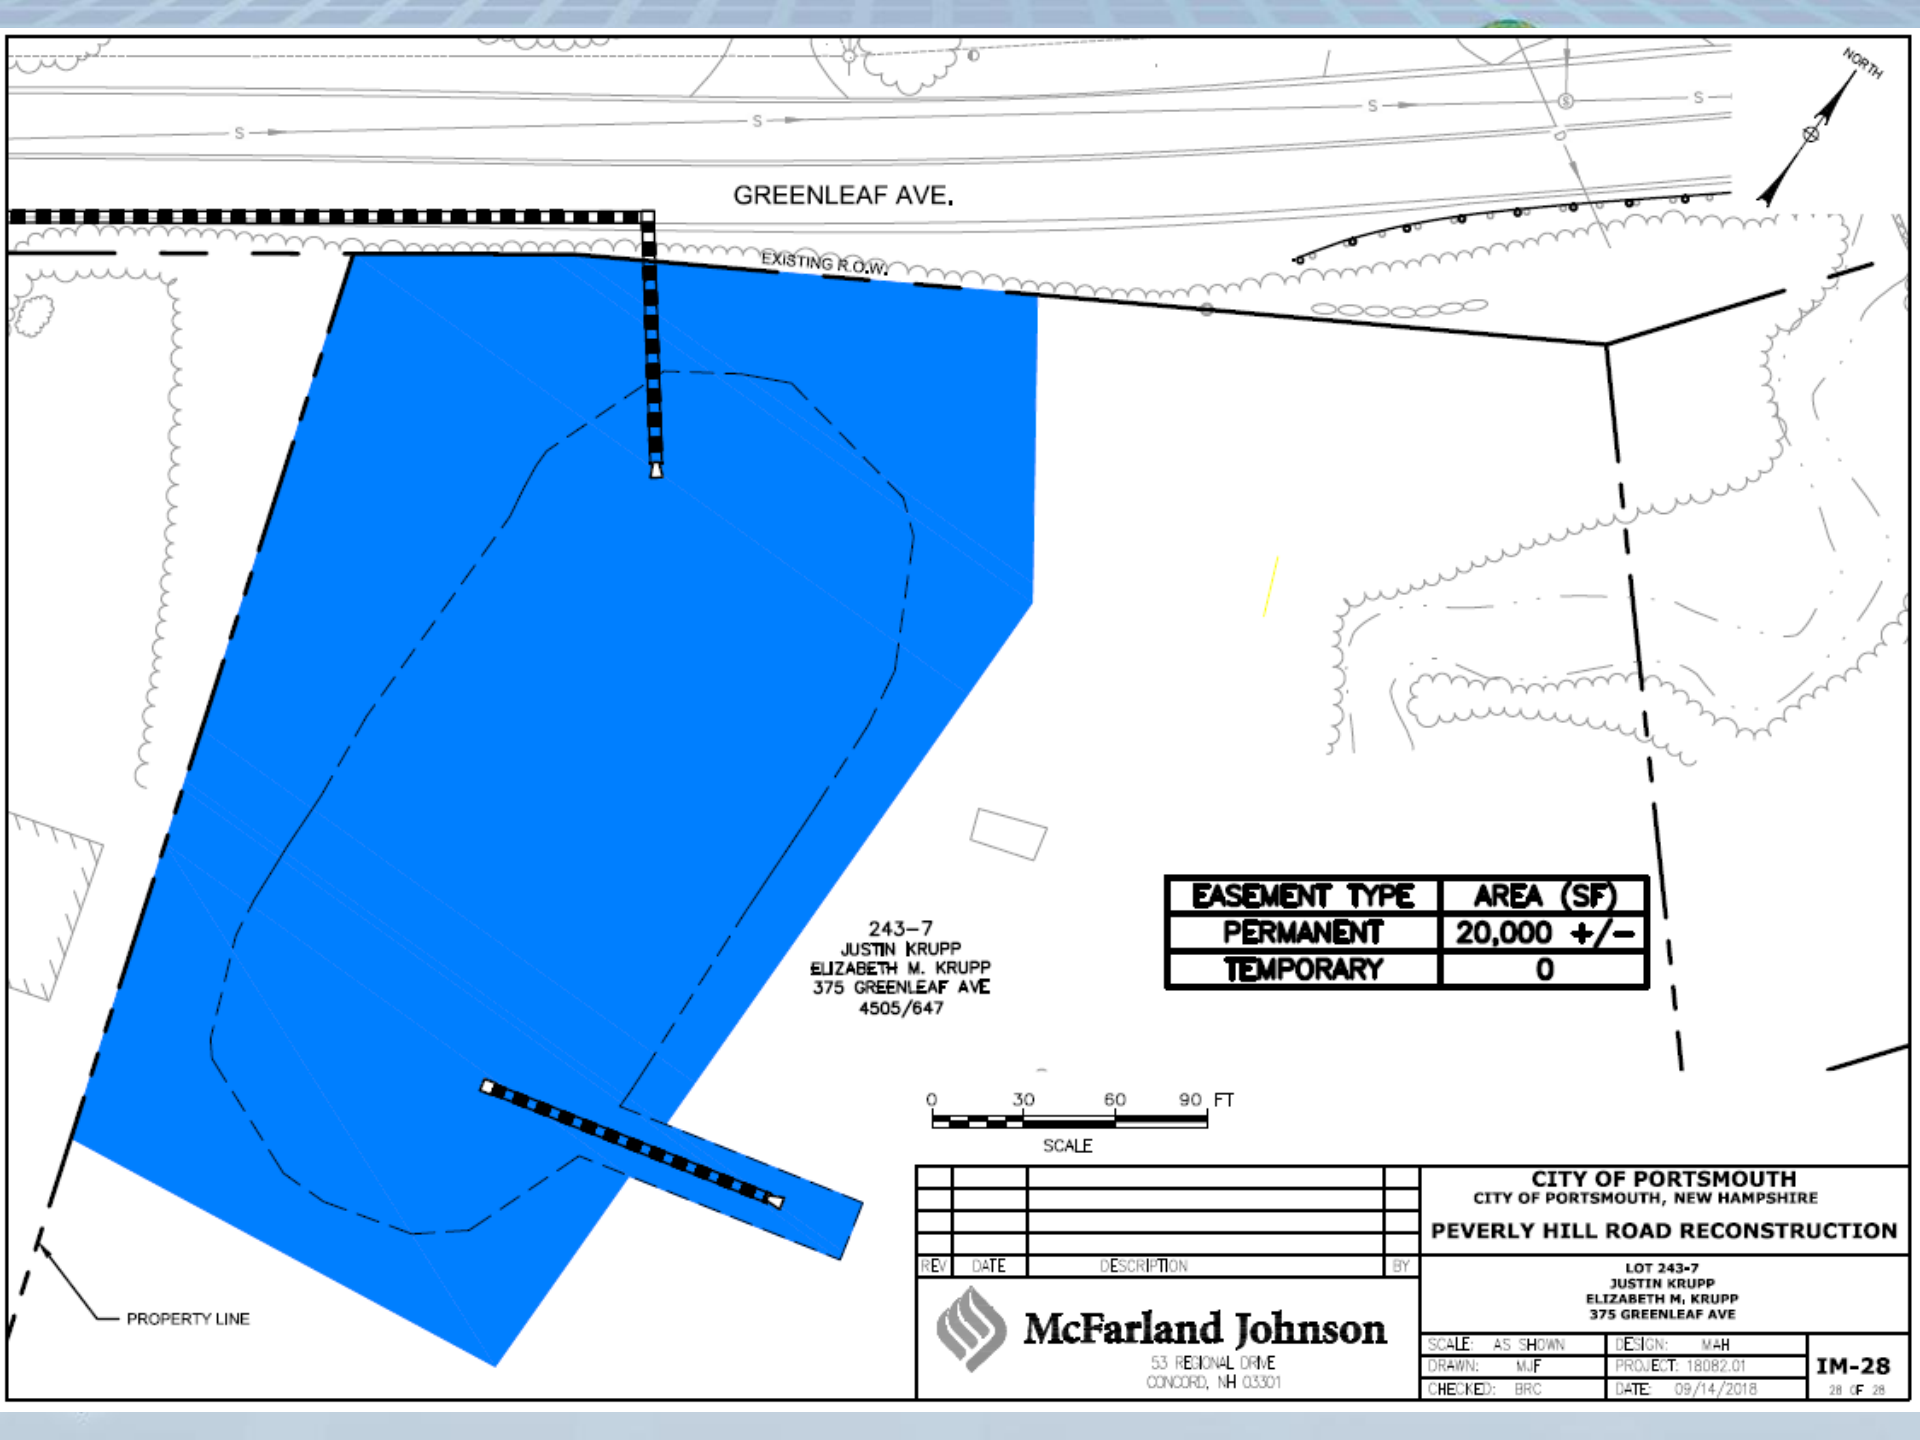 NORTH
S
S
S
S
S
D
GREENLEAF AVE.
EXISTING R.O.W.
243-7
JUSTIN KRUPP
ELIZABETH M. KRUPP
375 GREENLEAF AVE
4505/647
EASEMENT TYPE AREA (SF)
PERMANENT 20,000 +/-
TEMPORARY 0
0 30 60 90 FT
SCALE
PROPERTY LINE
REV DATE DESCRIPTION BY
McFarland Johnson
53 REGIONAL DRIVE
CONCORD, NH 03301
CITY OF PORTSMOUTH
CITY OF PORTSMOUTH, NEW HAMPSHIRE
PEVERLY HILL ROAD RECONSTRUCTION
LOT 243-7
JUSTIN KRUPP
ELIZABETH M. KRUPP
375 GREENLEAF AVE
SCALE: AS SHOWN DESIGN: MAH
DRAWN: MJF PROJECT: 18082.01
CHECKED: BRC DATE: 09/14/2018
IM-28
28 OF 28